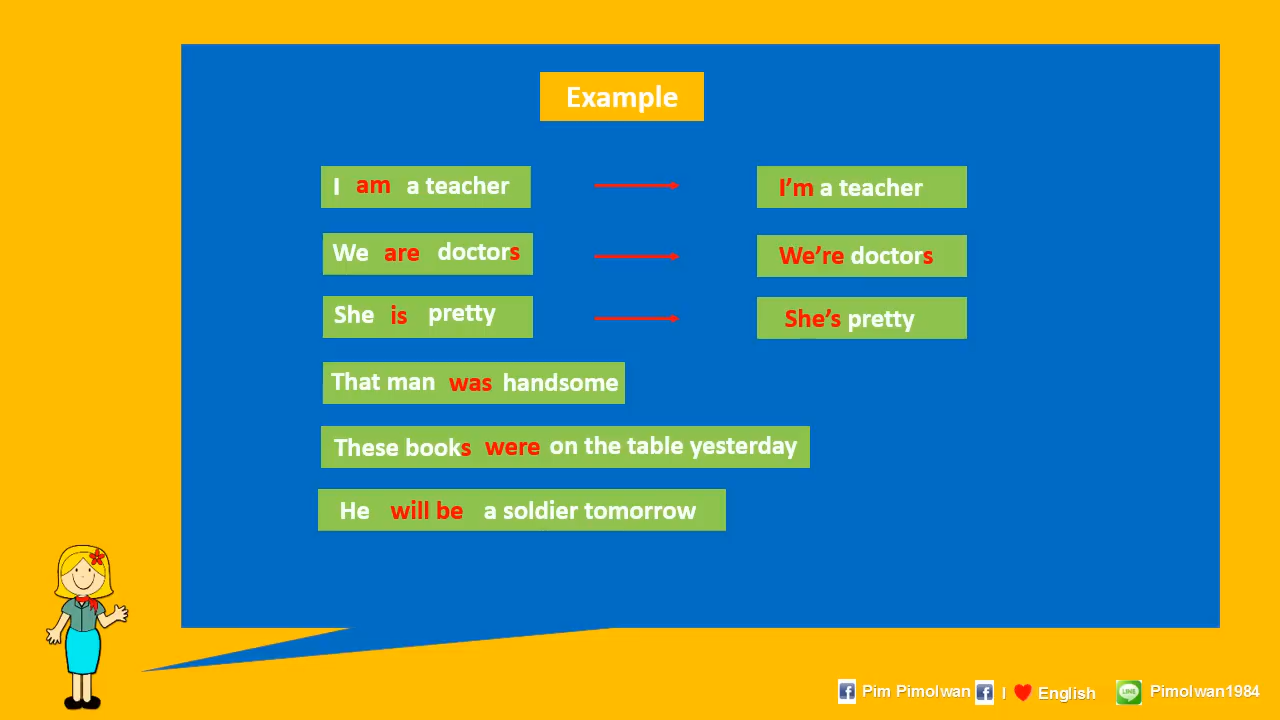 Example
I am a teacher
I’m a teacher
We are doctors
We’re doctors
She is pretty
She’s pretty
That man was handsome
These books were on the table yesterday
He will be a soldier tomorrow
Pim Pimolwan I English LINE Pimolwan1984